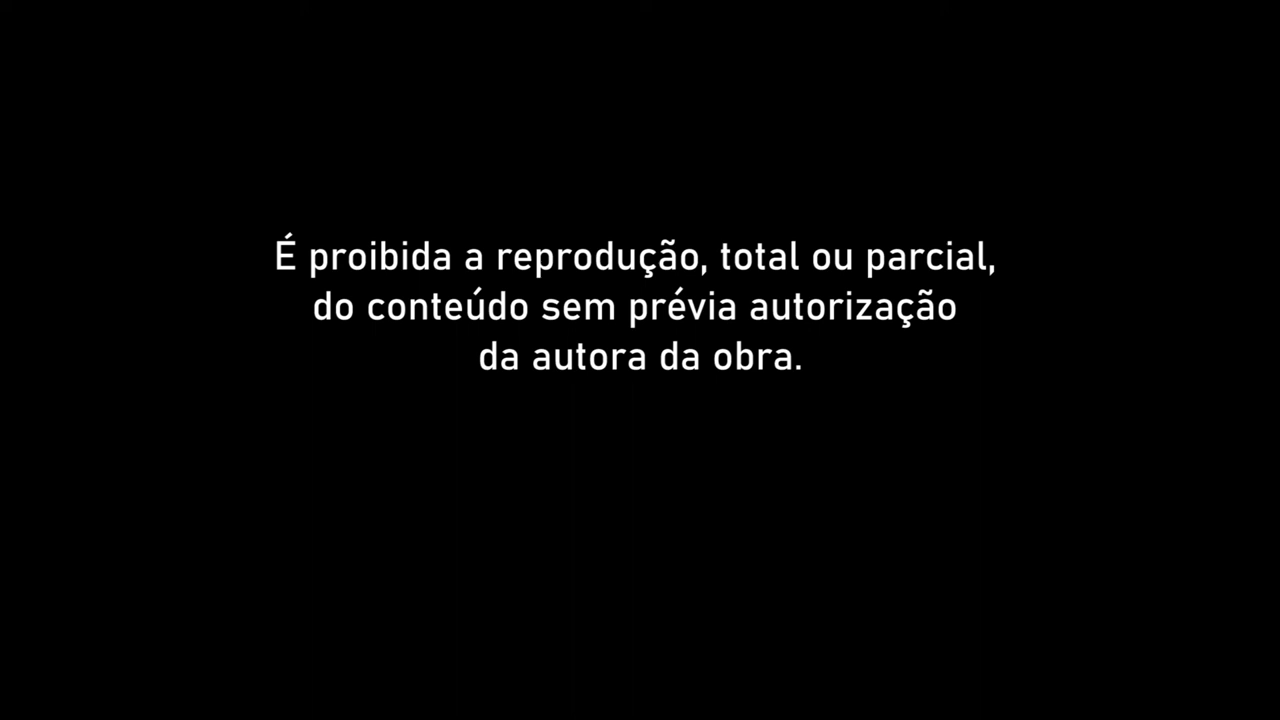 É proibida a reprodução, total ou parcial,
do conteúdo sem prévia autorização
da autora da obra.